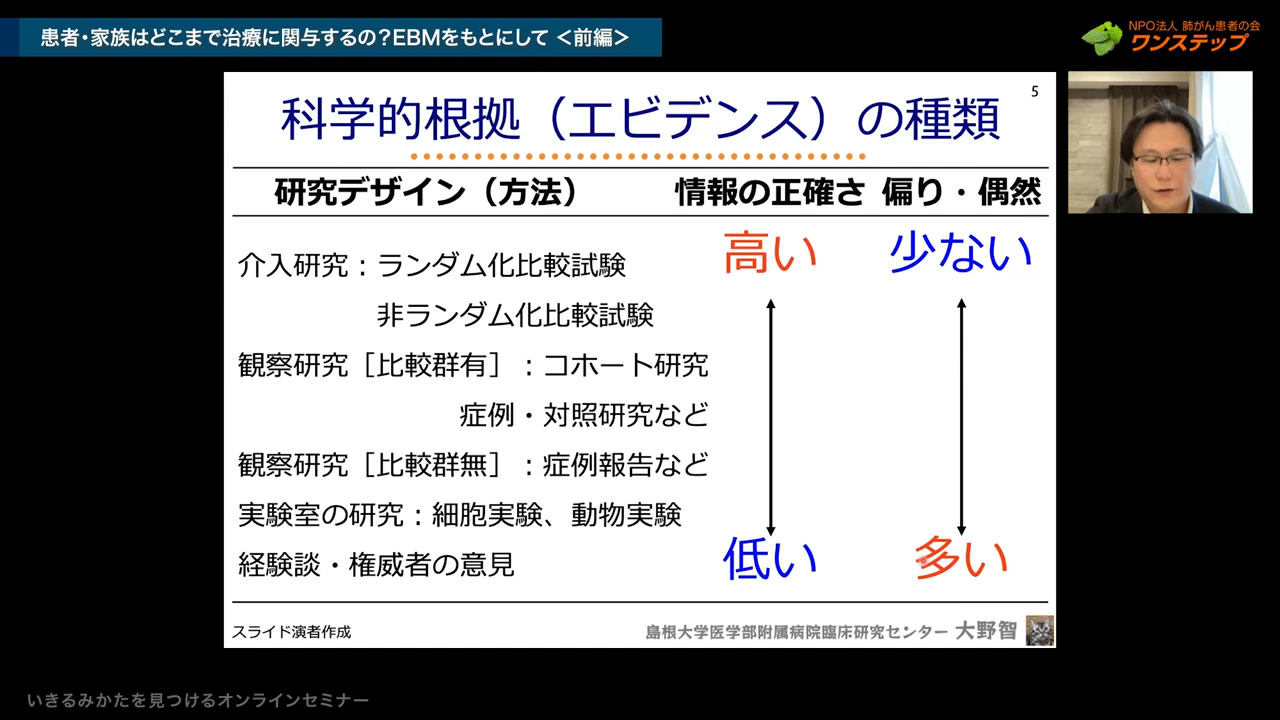 患者・家族はどこまで治療に関与するの?EBMをもとにして <前編>
NPO法人 肺がん患者の会
ワンステップ
5
科学的根拠（エビデンス）の種類
研究デザイン（方法） 情報の正確さ 偏り・偶然
高い 少ない
介入研究：ランダム化比較試験
非ランダム化比較試験
観察研究［比較群有］：コホート研究
症例・対照研究など
観察研究［比較群無］：症例報告など
実験室の研究：細胞実験、動物実験
経験談・権威者の意見 低い 多い
スライド演者作成 島根大学医学部附属病院臨床研究センター 大野智
いきるみかたを見つけるオンラインセミナー